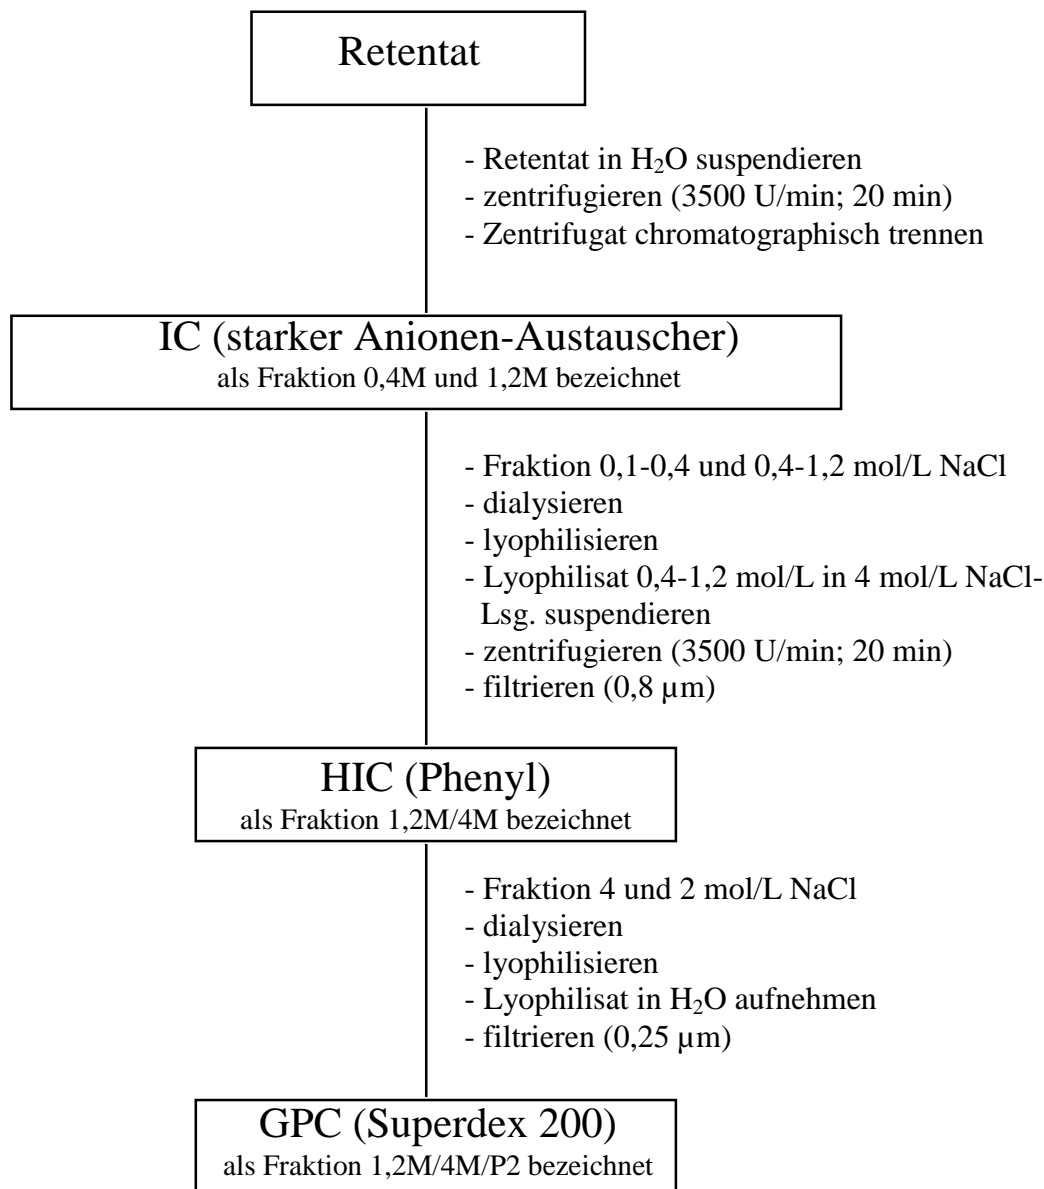 Retentat
- Retentat in H₂O suspendieren
- zentrifugieren (3500 U/min; 20 min)
- Zentrifugat chromatographisch trennen
IC (starker Anionen-Austauscher)
als Fraktion 0,4M und 1,2M bezeichnet
- Fraktion 0,1-0,4 und 0,4-1,2 mol/L NaCl
- dialysieren
- lyophilisieren
- Lyophilisat 0,4-1,2 mol/L in 4 mol/L NaCl-
Lsg. suspendieren
- zentrifugieren (3500 U/min; 20 min)
- filtrieren (0,8 µm)
HIC (Phenyl)
als Fraktion 1,2M/4M bezeichnet
- Fraktion 4 und 2 mol/L NaCl
- dialysieren
- lyophilisieren
- Lyophilisat in H₂O aufnehmen
- filtrieren (0,25 µm)
GPC (Superdex 200)
als Fraktion 1,2M/4M/P2 bezeichnet